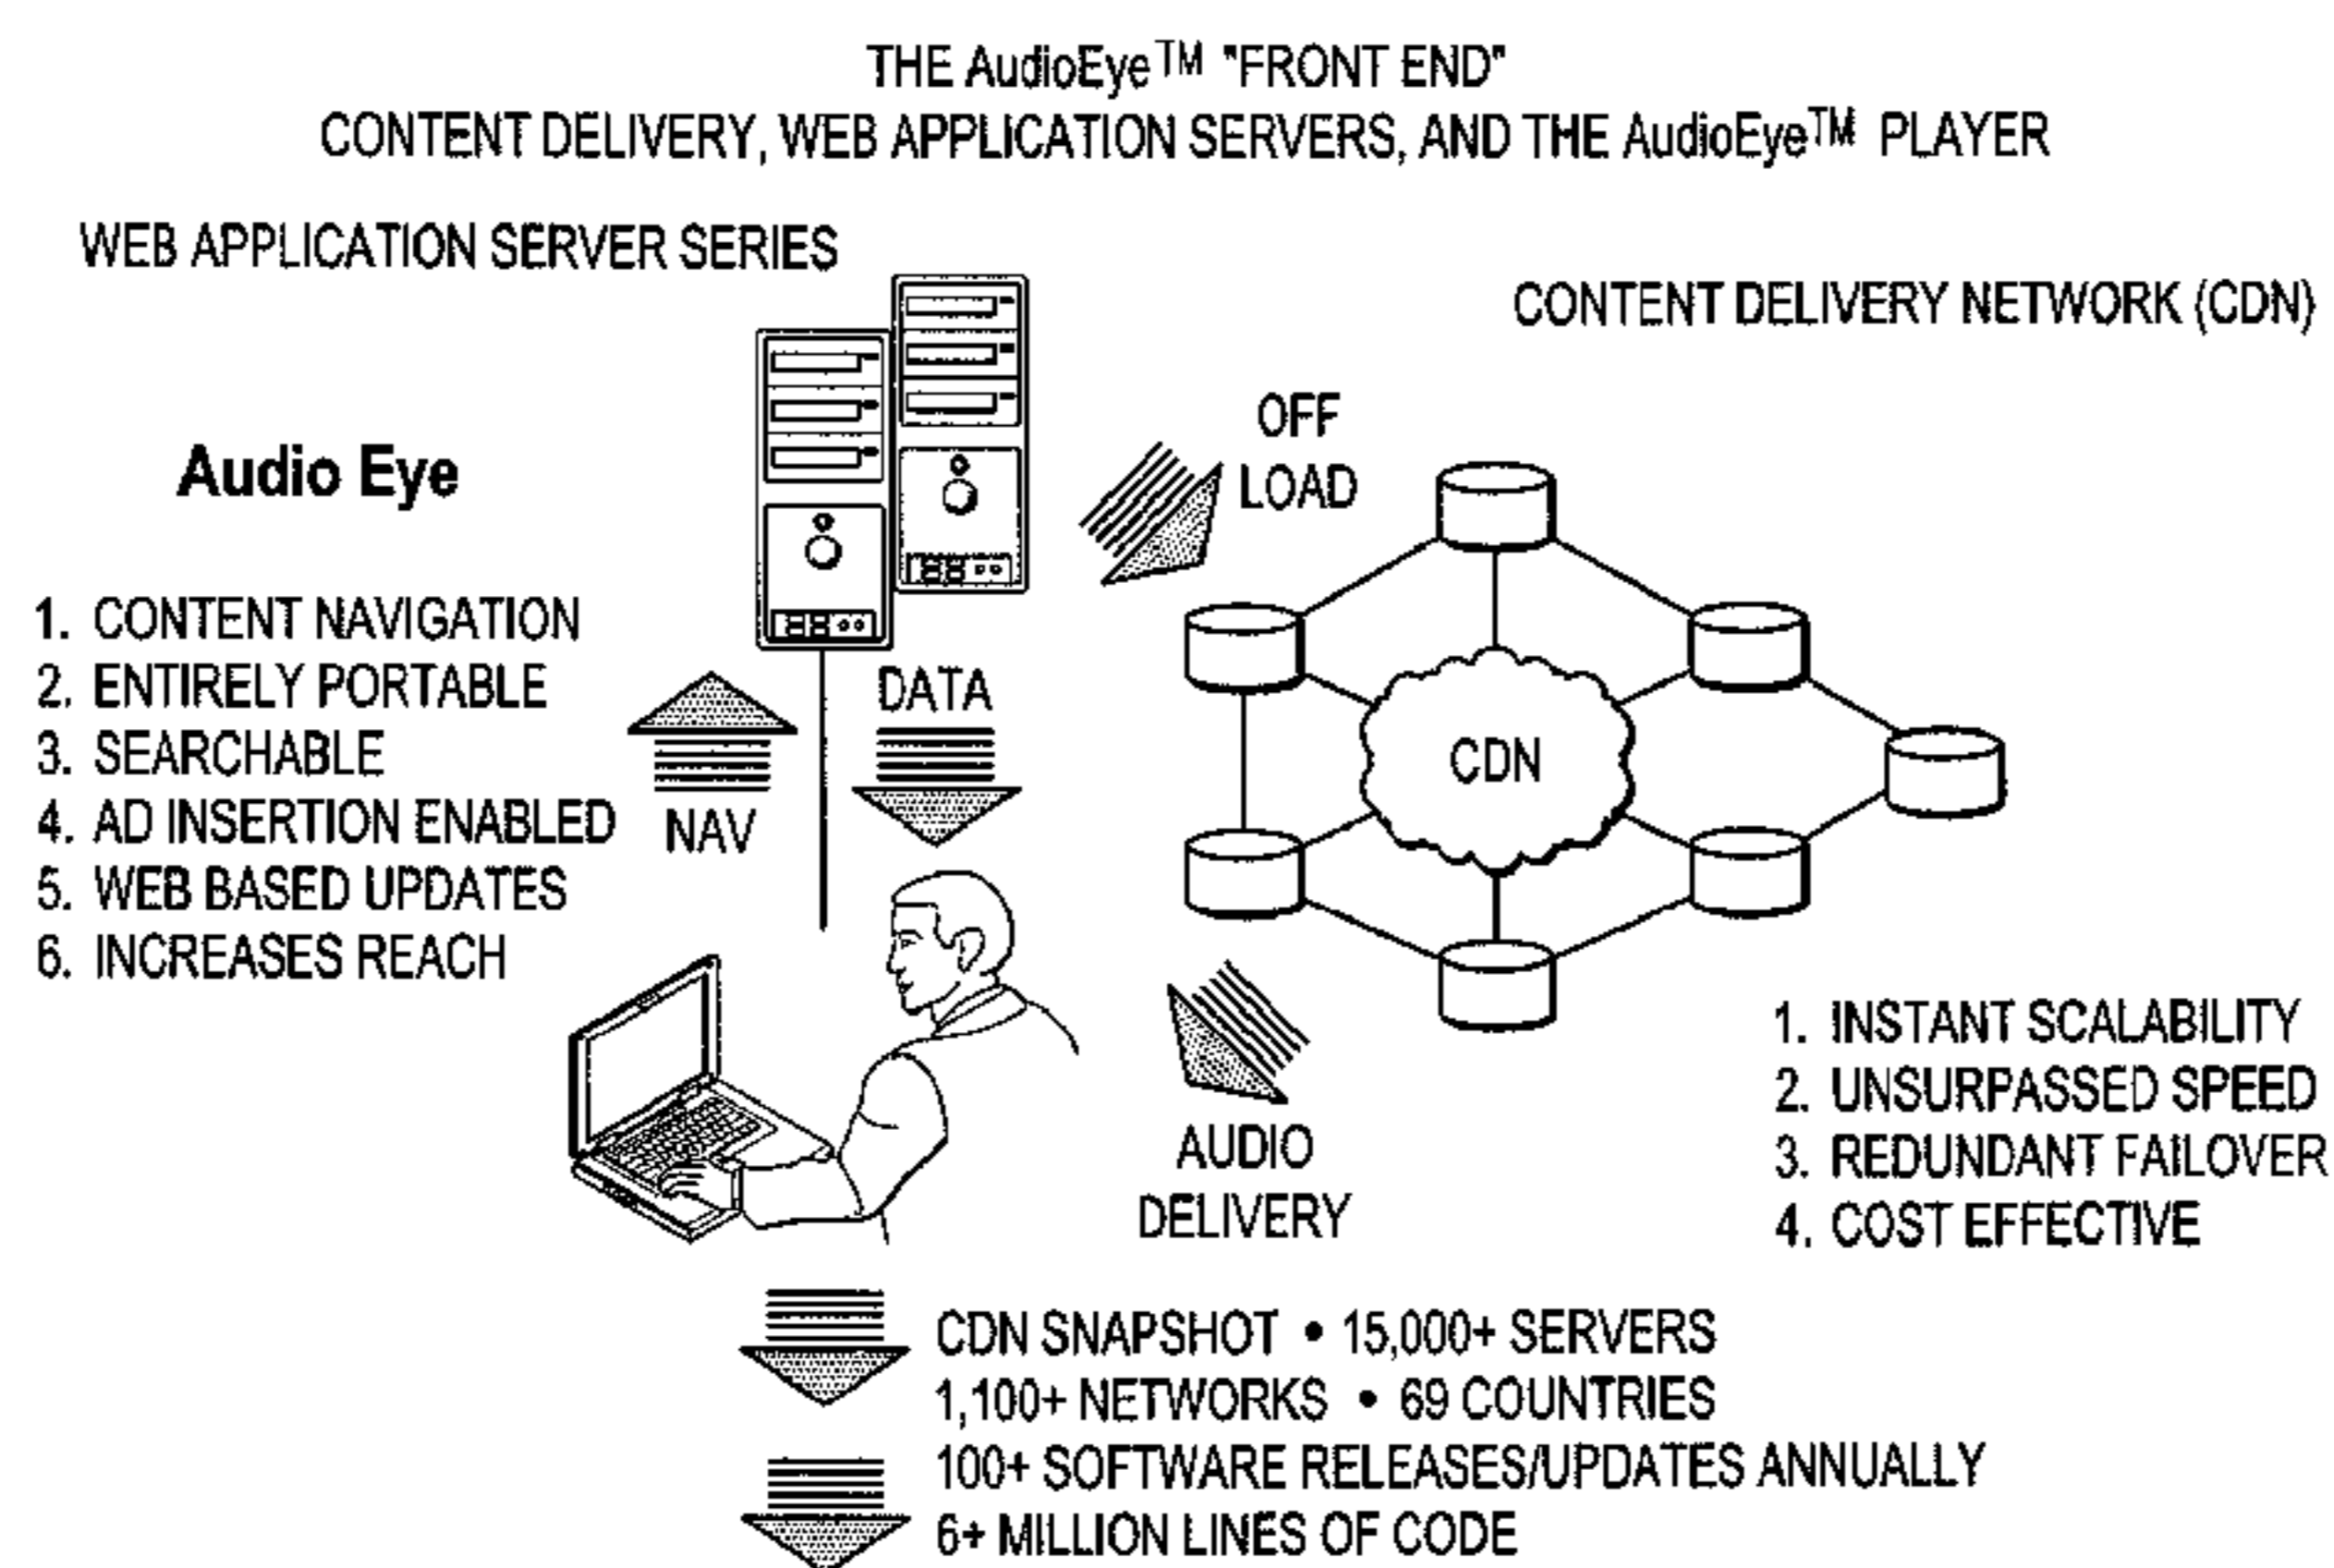 THE AudioEye™ "FRONT END"
CONTENT DELIVERY, WEB APPLICATION SERVERS, AND THE AudioEye™ PLAYER
WEB APPLICATION SERVER SERIES
CONTENT DELIVERY NETWORK (CDN)
OFF
LOAD
Audio Eye
1. CONTENT NAVIGATION
2. ENTIRELY PORTABLE
3. SEARCHABLE
4. AD INSERTION ENABLED
5. WEB BASED UPDATES
6. INCREASES REACH
NAV
DATA
CDN
AUDIO
DELIVERY
1. INSTANT SCALABILITY
2. UNSURPASSED SPEED
3. REDUNDANT FAILOVER
4. COST EFFECTIVE
CDN SNAPSHOT • 15,000+ SERVERS
1,100+ NETWORKS • 69 COUNTRIES
100+ SOFTWARE RELEASES/UPDATES ANNUALLY
6+ MILLION LINES OF CODE